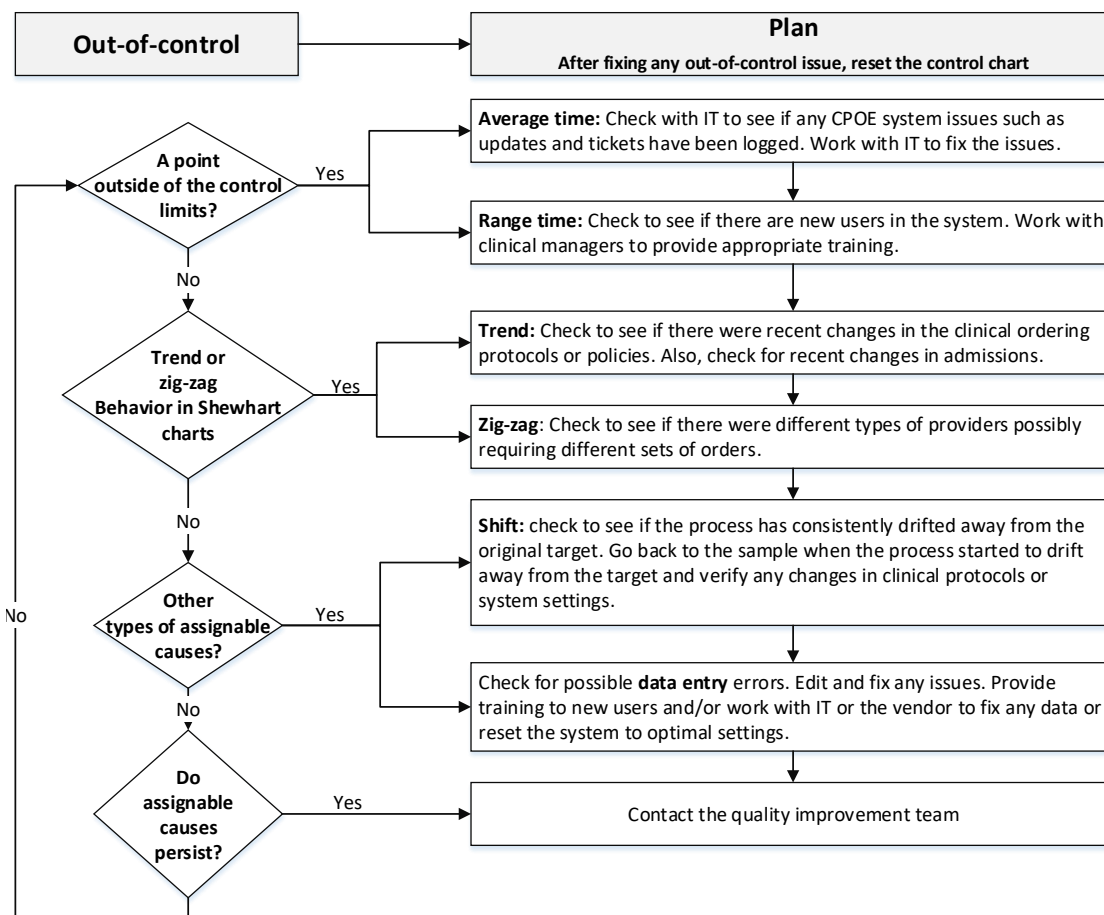 Out-of-control
Plan
After fixing any out-of-control issue, reset the control chart
A point
outside of the control
limits?
Yes
Average time: Check with IT to see if any CPOE system issues such as
updates and tickets have been logged. Work with IT to fix the issues.
Range time: Check to see if there are new users in the system. Work with
clinical managers to provide appropriate training.
No
Trend or
zig-zag
Behavior in Shewhart
charts
Yes
Trend: Check to see if there were recent changes in the clinical ordering
protocols or policies. Also, check for recent changes in admissions.
Zig-zag: Check to see if there were different types of providers possibly
requiring different sets of orders.
No
Other
types of assignable
causes?
Yes
Shift: check to see if the process has consistently drifted away from the
original target. Go back to the sample when the process started to drift
away from the target and verify any changes in clinical protocols or
system settings.
Check for possible data entry errors. Edit and fix any issues. Provide
training to new users and/or work with IT or the vendor to fix any data or
reset the system to optimal settings.
No
Do
assignable
causes
persist?
Yes
Contact the quality improvement team
No